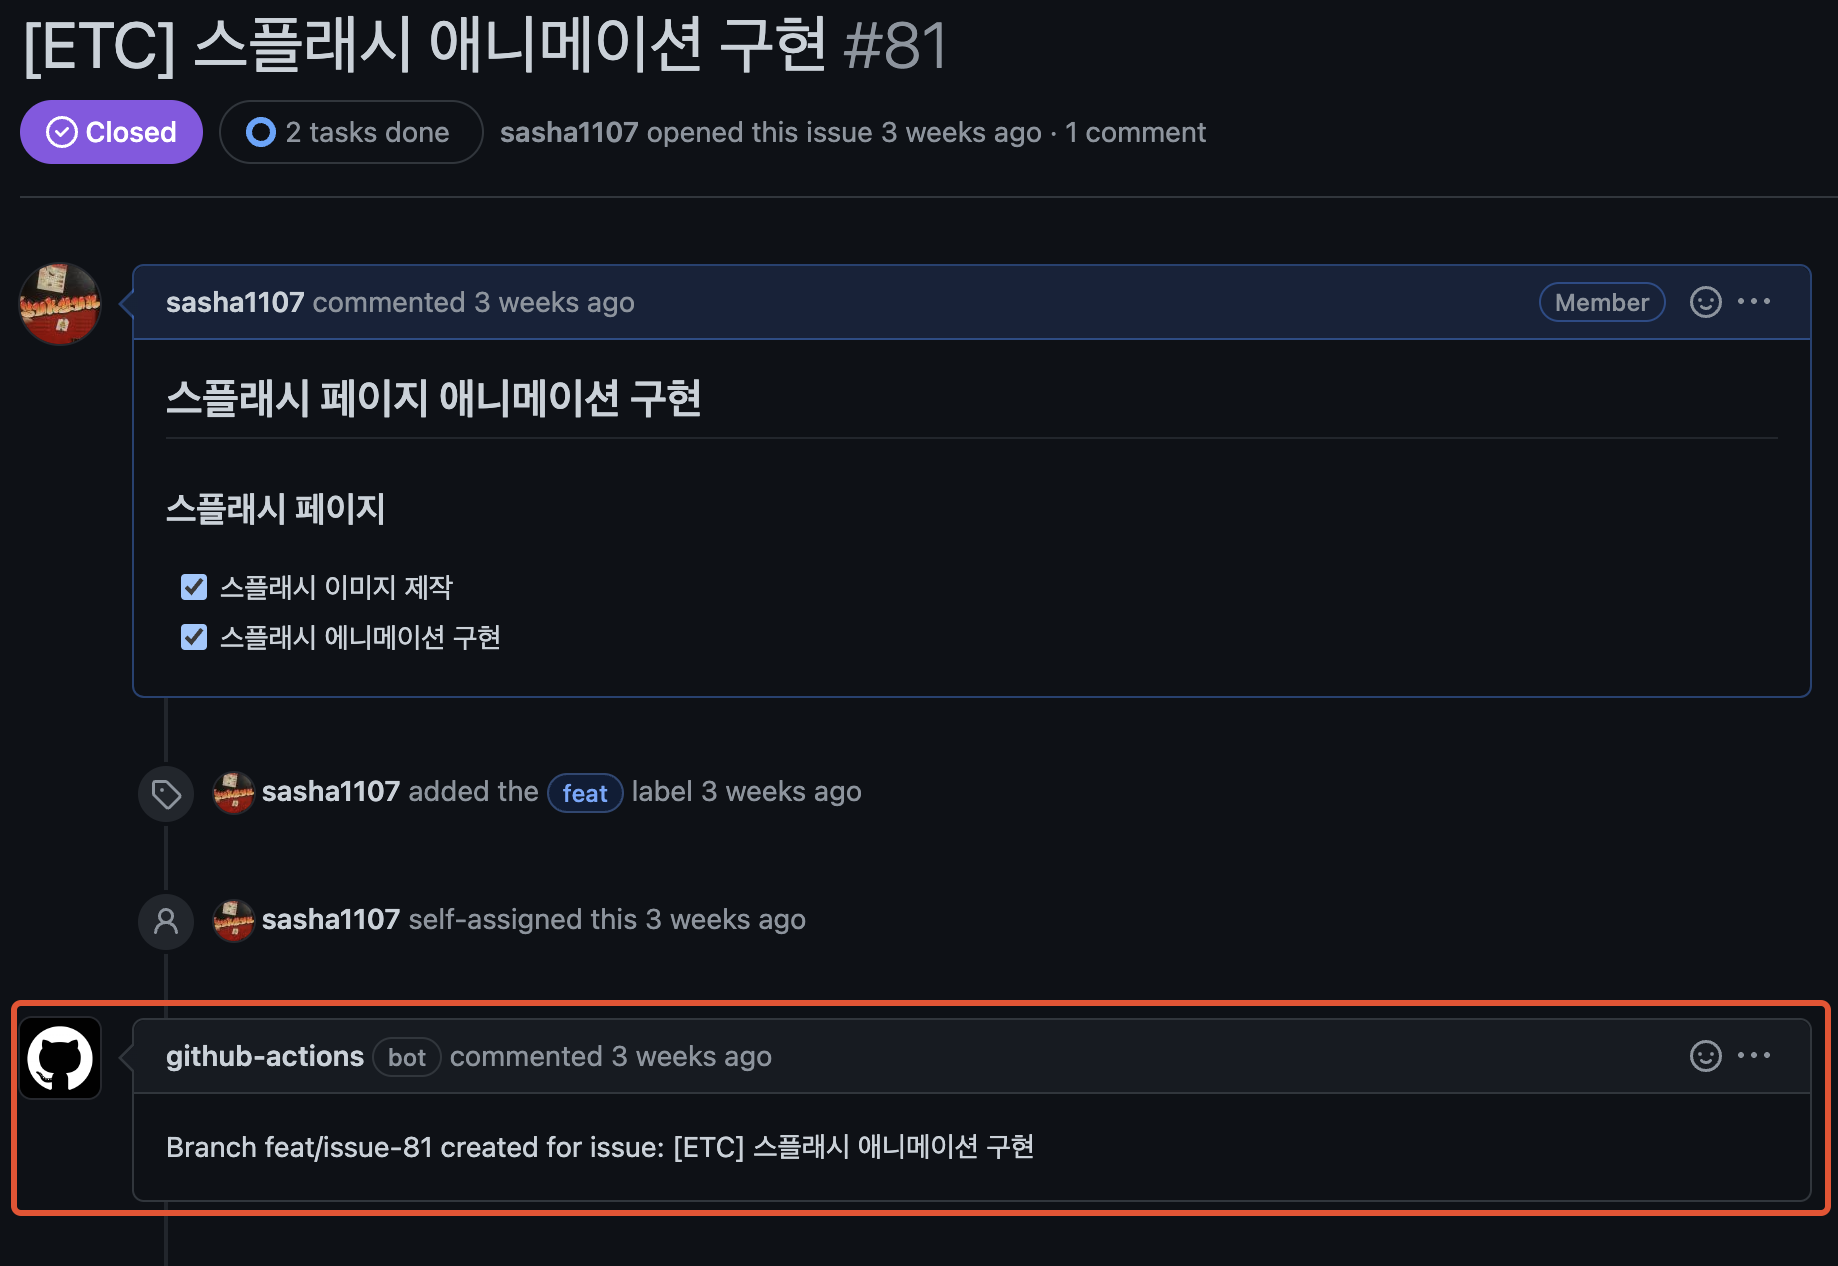 [ETC] 스플래시 애니메이션 구현 #81
Closed 2 tasks done sasha1107 opened this issue 3 weeks ago · 1 comment
sasha1107 commented 3 weeks ago Member
스플래시 페이지 애니메이션 구현
스플래시 페이지
스플래시 이미지 제작
스플래시 에니메이션 구현
sasha1107 added the feat label 3 weeks ago
sasha1107 self-assigned this 3 weeks ago
github-actions bot commented 3 weeks ago
Branch feat/issue-81 created for issue: [ETC] 스플래시 애니메이션 구현